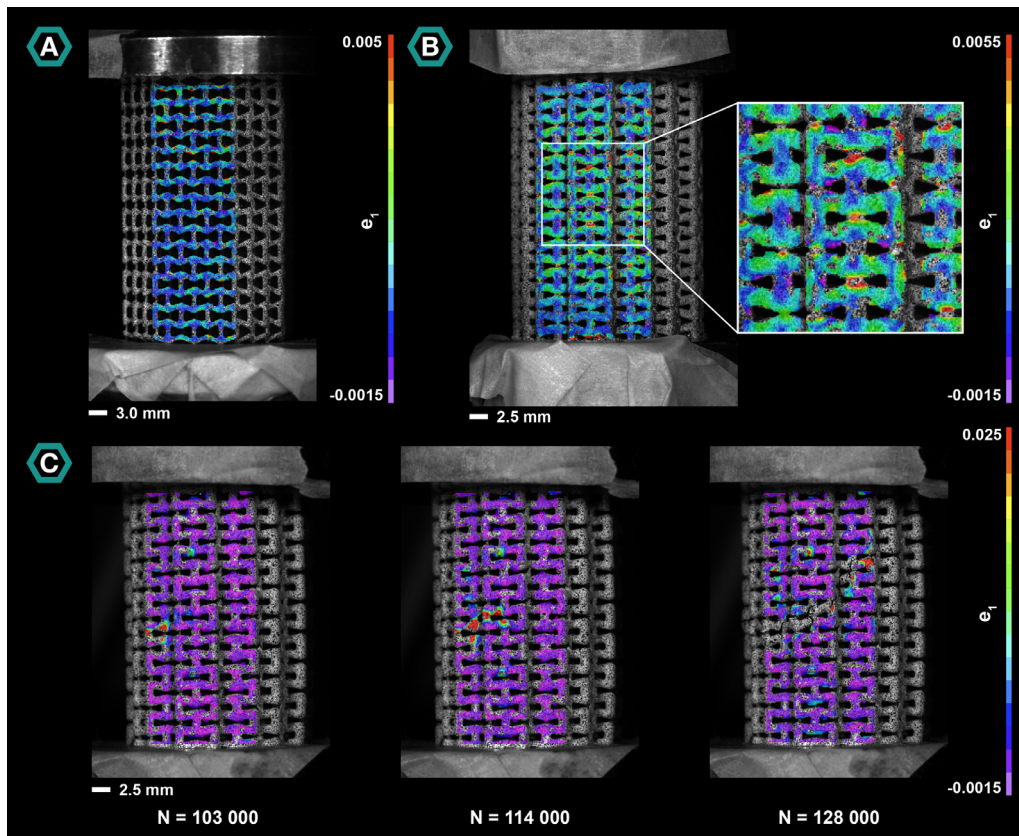 A
B
0.005
0.0055
e1
e1
-0.0015
-0.0015
3.0 mm
2.5 mm
C
0.025
e1
-0.0015
2.5 mm
N = 103 000
N = 114 000
N = 128 000